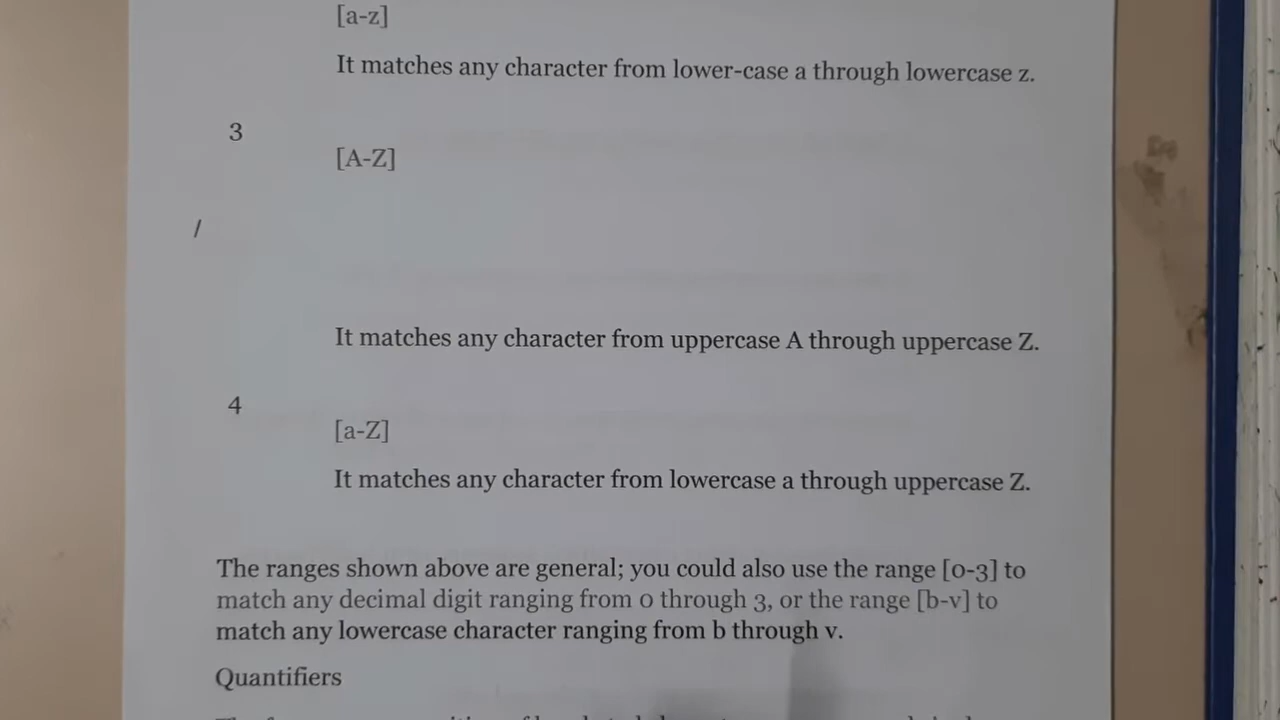 [a-z]
It matches any character from lower-case a through lowercase z.
3
[A-Z]
/
It matches any character from uppercase A through uppercase Z.
4
[a-Z]
It matches any character from lowercase a through uppercase Z.
The ranges shown above are general; you could also use the range [0-3] to
match any decimal digit ranging from 0 through 3, or the range [b-v] to
match any lowercase character ranging from b through v.
Quantifiers